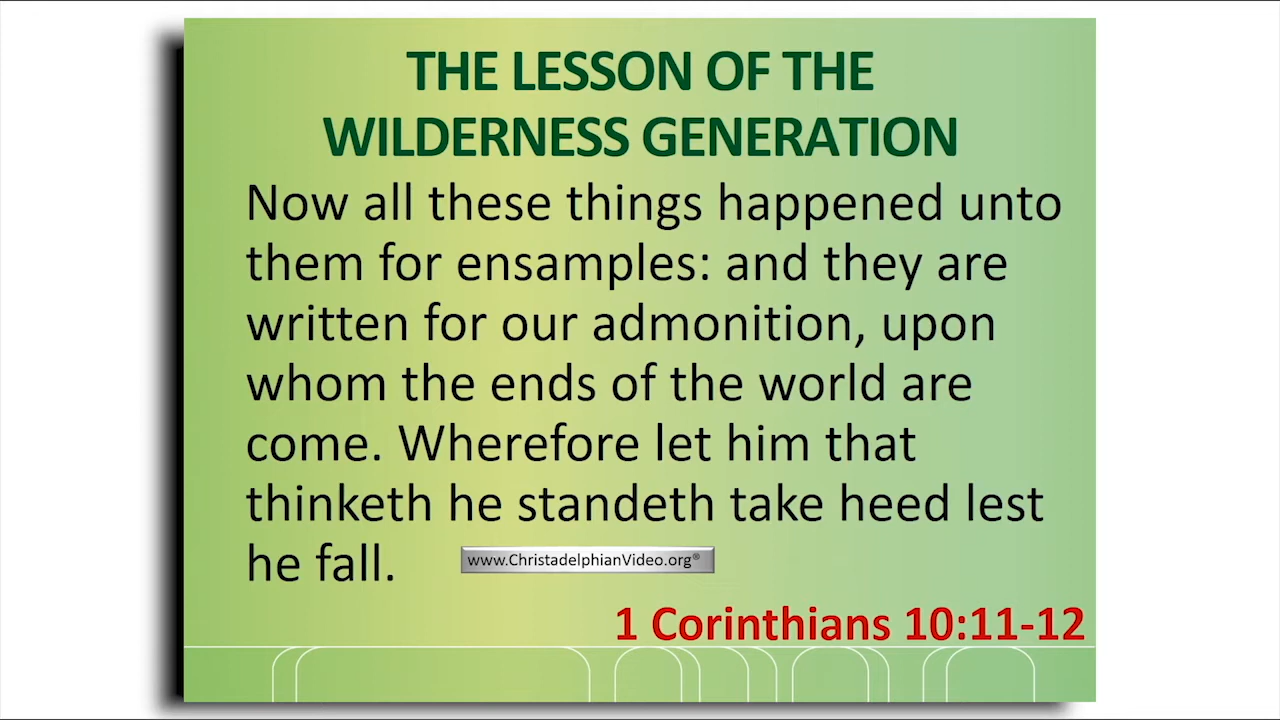 THE LESSON OF THE
WILDERNESS GENERATION
Now all these things happened unto
them for ensamples: and they are
written for our admonition, upon
whom the ends of the world are
come. Wherefore let him that
thinketh he standeth take heed lest
he fall.
www.ChristadelphianVideo.org®
1 Corinthians 10:11-12